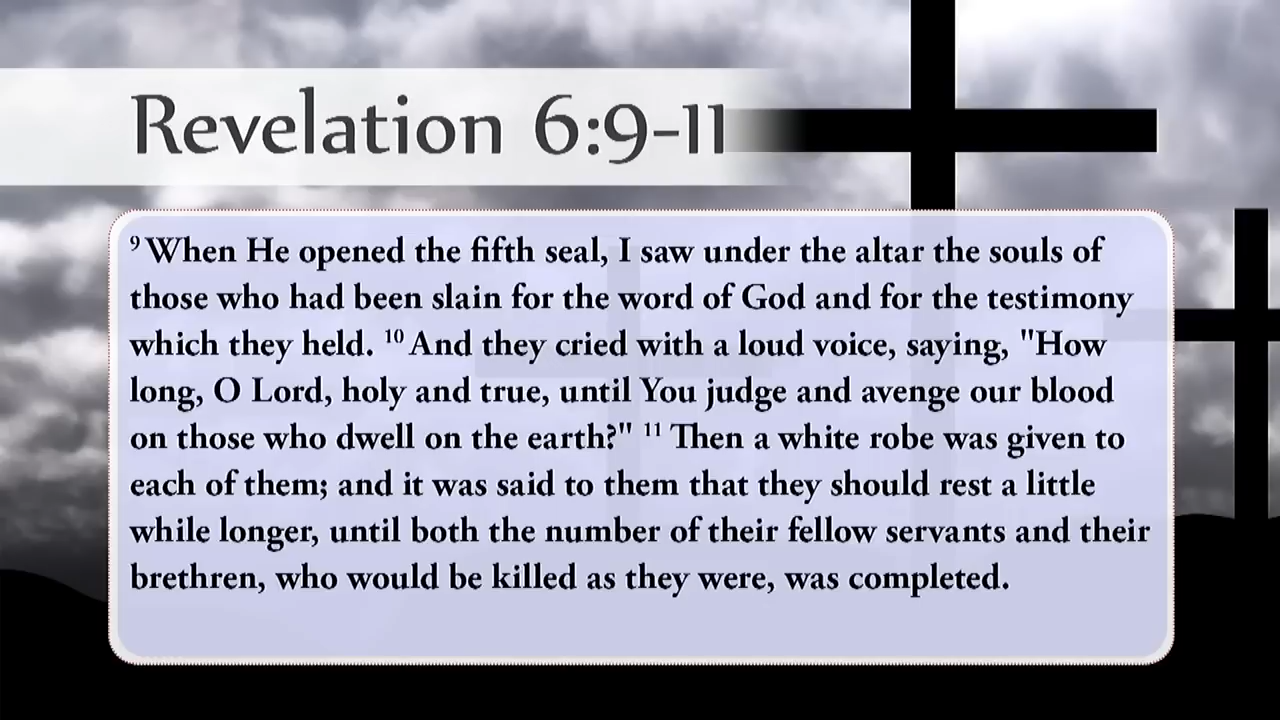 Revelation 6:9-11
⁹ When He opened the fifth seal, I saw under the altar the souls of
those who had been slain for the word of God and for the testimony
which they held. ¹⁰ And they cried with a loud voice, saying, "How
long, O Lord, holy and true, until You judge and avenge our blood
on those who dwell on the earth?" ¹¹ Then a white robe was given to
each of them; and it was said to them that they should rest a little
while longer, until both the number of their fellow servants and their
brethren, who would be killed as they were, was completed.